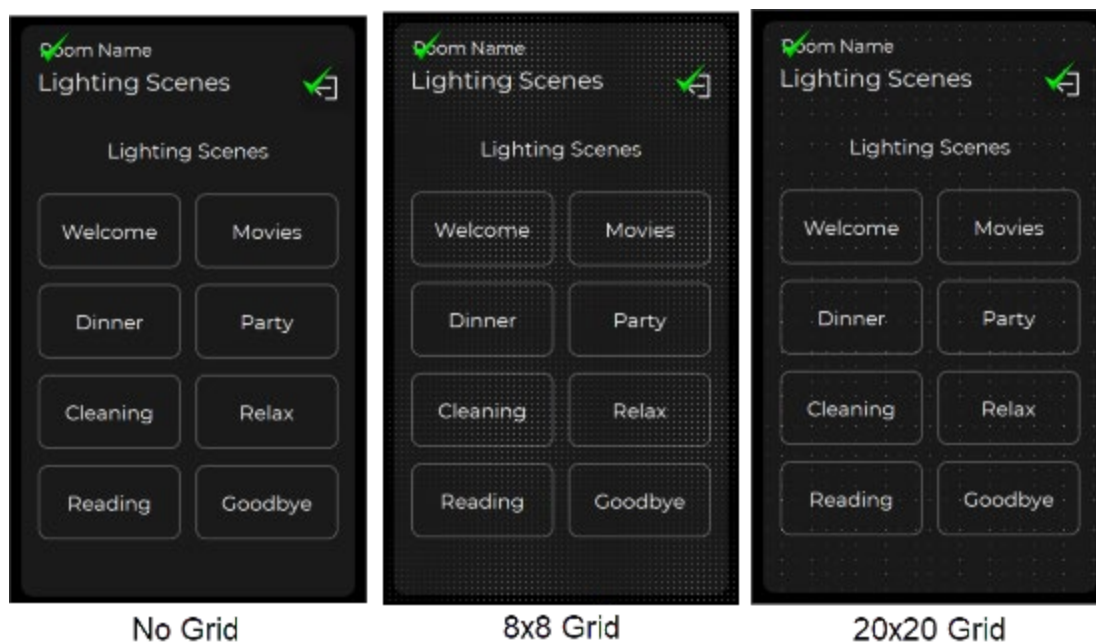 Room Name
Lighting Scenes
Lighting Scenes
Welcome Movies
Dinner Party
Cleaning Relax
Reading Goodbye
No Grid
Room Name
Lighting Scenes
Lighting Scenes
Welcome Movies
Dinner Party
Cleaning Relax
Reading Goodbye
8x8 Grid
Room Name
Lighting Scenes
Lighting Scenes
Welcome Movies
Dinner Party
Cleaning Relax
Reading Goodbye
20x20 Grid